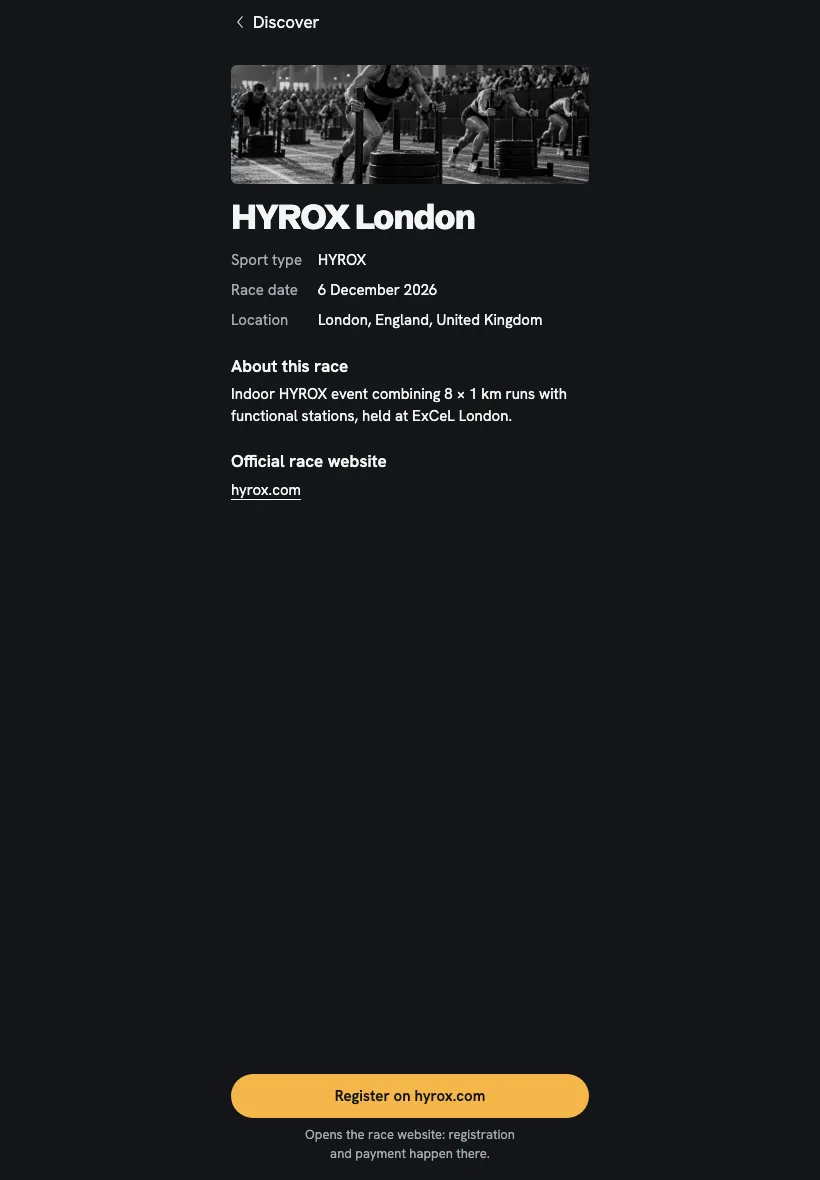 Discover
HYROX London
Sport type HYROX
Race date 6 December 2026
Location London, England, United Kingdom
About this race
Indoor HYROX event combining 8 × 1 km runs with
functional stations, held at ExCeL London.
Official race website
hyrox.com
Register on hyrox.com
Opens the race website: registration
and payment happen there.